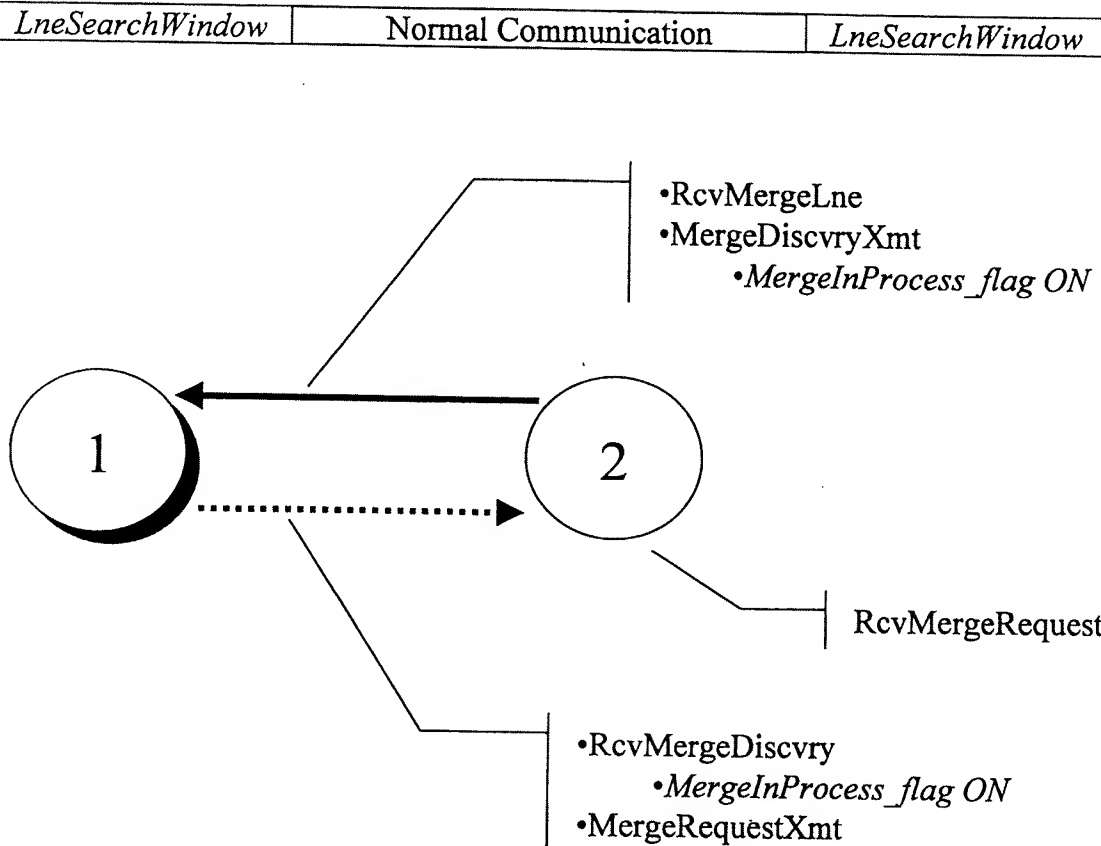 LneSearchWindow Normal Communication LneSearchWindow
•RcvMergeLne
•MergeDiscvryXmt
•MergeInProcess_flag ON
1
2
RcvMergeRequest
•RcvMergeDiscvry
•MergeInProcess_flag ON
•MergeRequestXmt